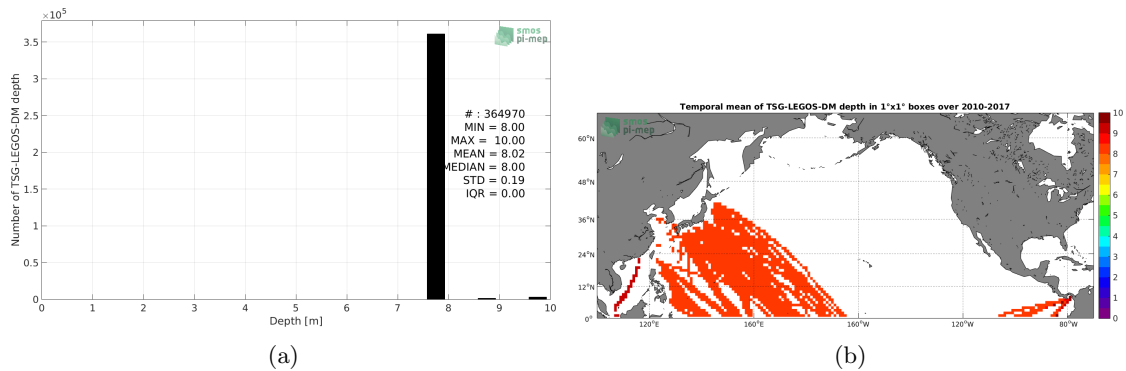 ×10⁵
smos
pi-mep
3.5
3
2.5
2
1.5
1
0.5
0
Number of TSG-LEGOS-DM depth
# : 364970
MIN = 8.00
MAX = 10.00
MEAN = 8.02
MEDIAN = 8.00
STD = 0.19
IQR = 0.00
0 1 2 3 4 5 6 7 8 9 10
Depth [m]
(a)
Temporal mean of TSG-LEGOS-DM depth in 1°x1° boxes over 2010-2017
smos
pi-mep
60°N
48°N
36°N
24°N
12°N
0°
120°E 160°E 160°W 120°W 80°W
10
9
8
7
6
5
4
3
2
1
0
(b)